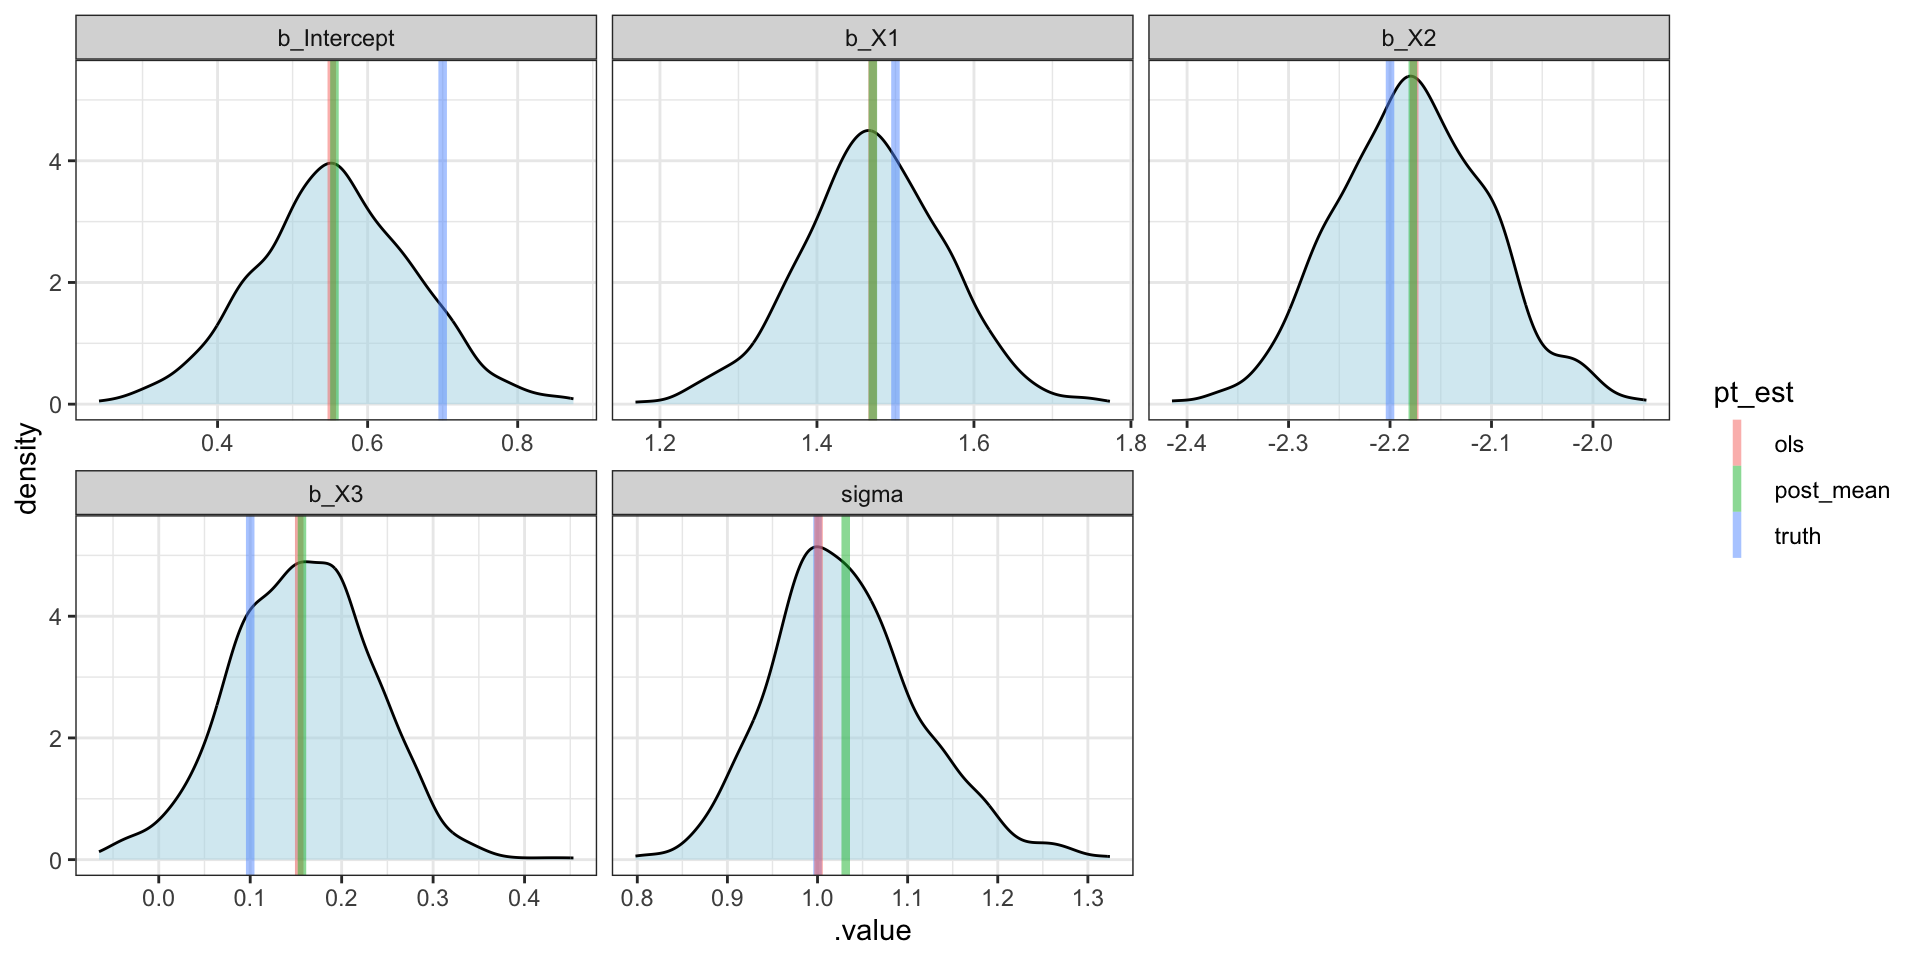 b_Intercept
b_X1
b_X2
4
2
0
0.4 0.6 0.8
1.2 1.4 1.6 1.8
-2.4 -2.3 -2.2 -2.1 -2.0
b_X3
sigma
4
2
0
0.0 0.1 0.2 0.3 0.4
0.8 0.9 1.0 1.1 1.2 1.3
.value
density
pt_est
ols
post_mean
truth